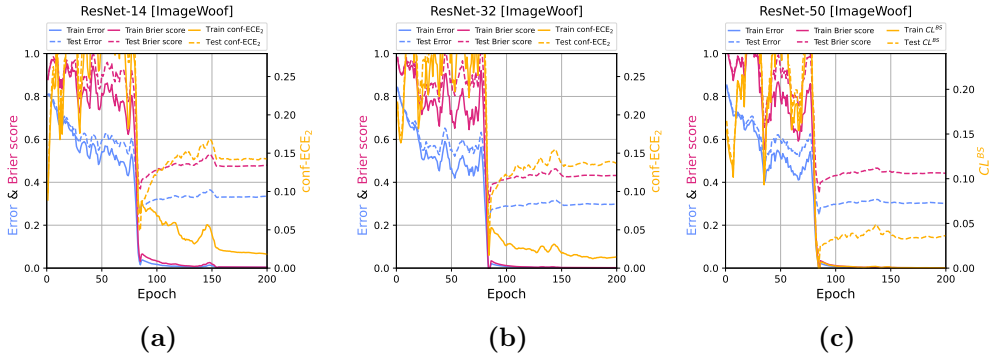 ResNet-14 [ImageWoof]
Train Error Train Brier score Train conf-ECE₂
Test Error Test Brier score Test conf-ECE₂
1.0
0.8
0.6
0.4
0.2
0.0
Error & Brier score
0.25
0.20
0.15
0.10
0.05
0.00
conf-ECE₂
0 50 100 150 200
Epoch
(a)
ResNet-32 [ImageWoof]
Train Error Train Brier score Train conf-ECE₂
Test Error Test Brier score Test conf-ECE₂
1.0
0.8
0.6
0.4
0.2
0.0
Error & Brier score
0.25
0.20
0.15
0.10
0.05
0.00
conf-ECE₂
0 50 100 150 200
Epoch
(b)
ResNet-50 [ImageWoof]
Train Error Train Brier score Train CL^BS
Test Error Test Brier score Test CL^BS
1.0
0.8
0.6
0.4
0.2
0.0
Error & Brier score
0.20
0.15
0.10
0.05
0.00
CL^BS
0 50 100 150 200
Epoch
(c)